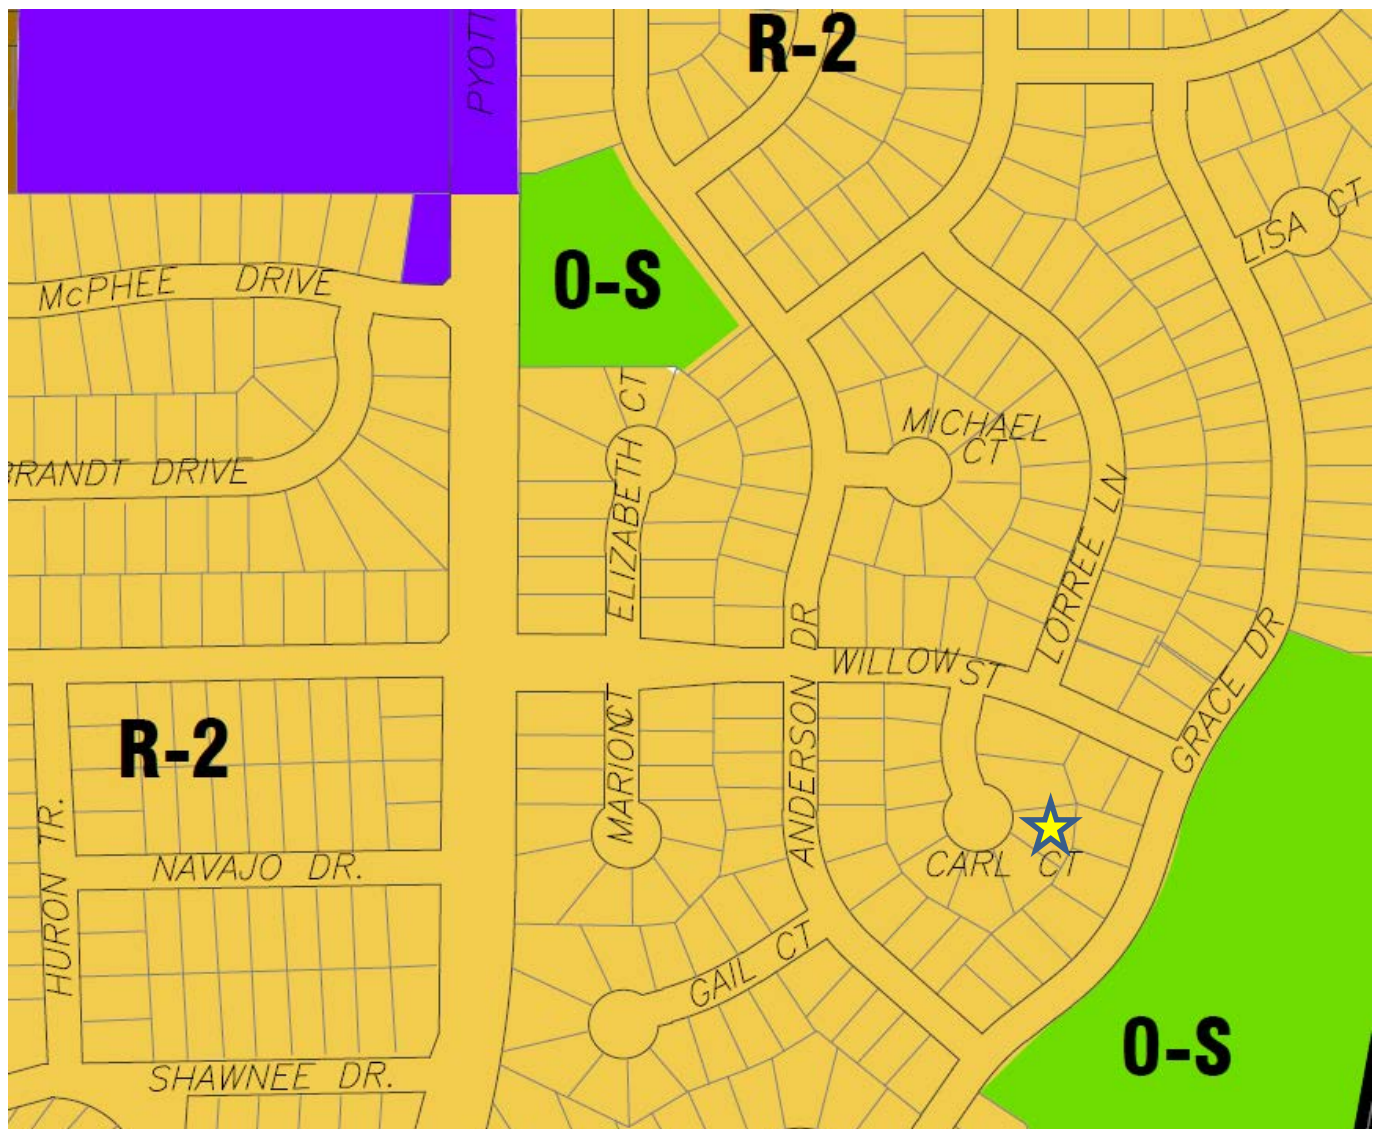 PYOTT
R-2
LISA CT
O-S
McPHEE DRIVE
ELIZABETH CT
MICHAEL
CT
BRANDT DRIVE
LORREE LN
ANDERSON DR
WILLOW ST
GRACE DR
R-2
MARION CT
HURON TR.
NAVAJO DR.
CARL CT
GAIL CT
O-S
SHAWNEE DR.